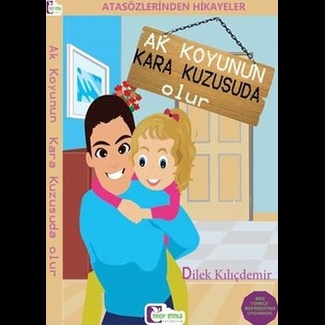 ATASÖZLERİNDEN HİKAYELER
AK KOYUNUN
KARA KUZUSUDA
olur
Dilek Kılıçdemir
mor elma
Ak Koyunun Kara Kuzusuda olur